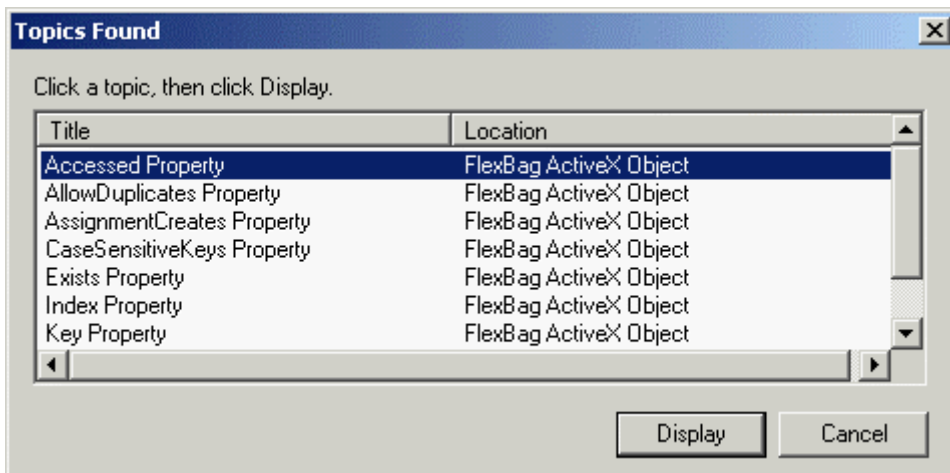 Topics Found
Click a topic, then click Display.
Title Location
Accessed Property FlexBag ActiveX Object
AllowDuplicates Property FlexBag ActiveX Object
AssignmentCreates Property FlexBag ActiveX Object
CaseSensitiveKeys Property FlexBag ActiveX Object
Exists Property FlexBag ActiveX Object
Index Property FlexBag ActiveX Object
Key Property FlexBag ActiveX Object
Display Cancel